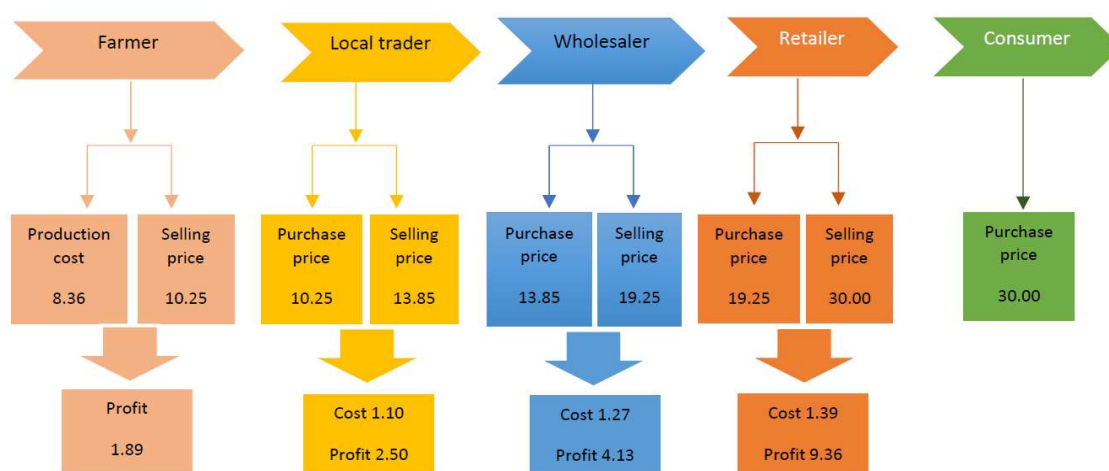 Farmer
Local trader
Wholesaler
Retailer
Consumer
Production
cost
8.36
Selling
price
10.25
Purchase
price
10.25
Selling
price
13.85
Purchase
price
13.85
Selling
price
19.25
Purchase
price
19.25
Selling
price
30.00
Purchase
price
30.00
Profit
1.89
Cost 1.10
Profit 2.50
Cost 1.27
Profit 4.13
Cost 1.39
Profit 9.36